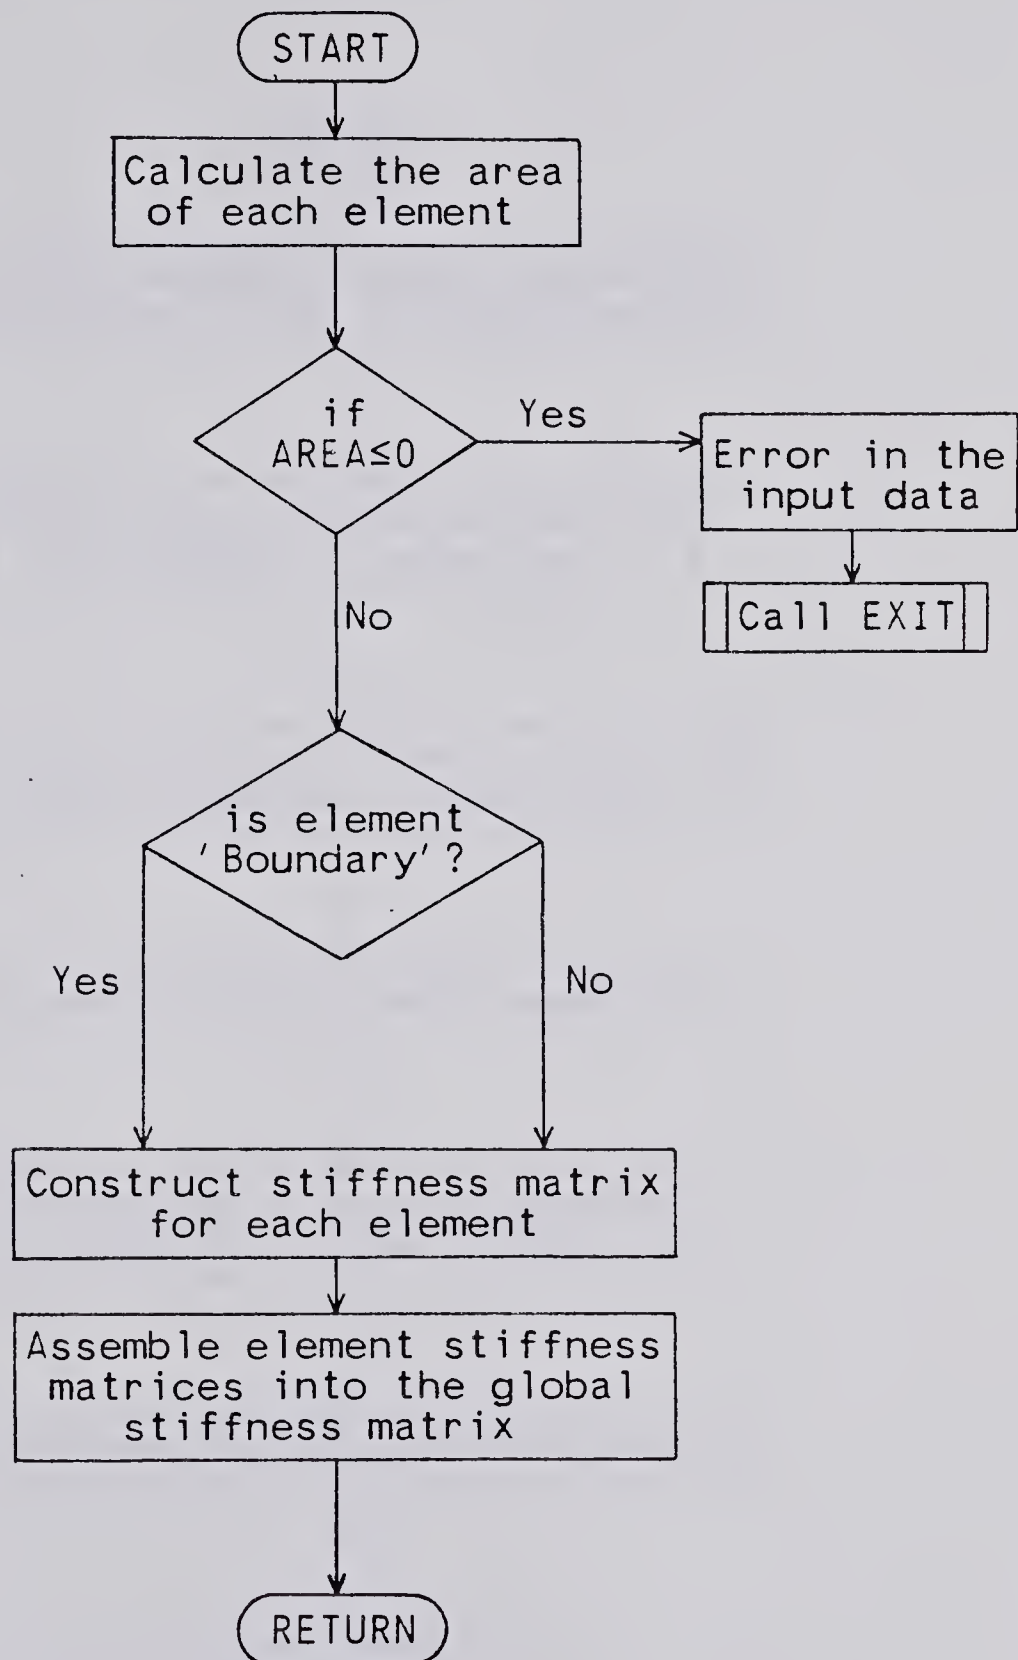 START
Calculate the area
of each element
if
AREA≤0
Yes
Error in the
input data
Call EXIT
No
is element
'Boundary'?
Yes
No
Construct stiffness matrix
for each element
Assemble element stiffness
matrices into the global
stiffness matrix
RETURN